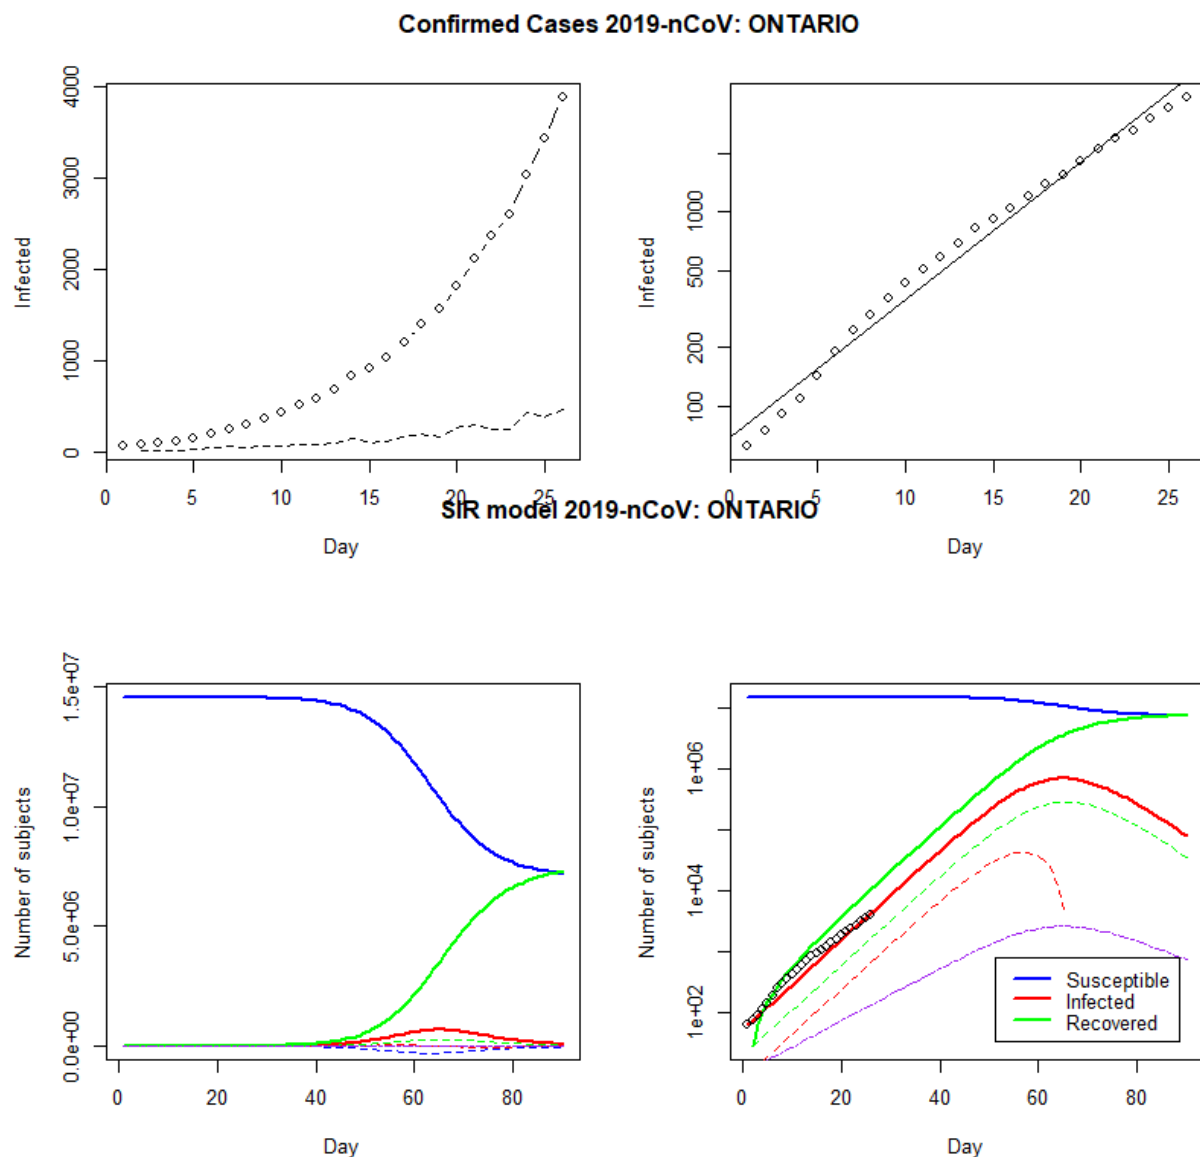 Confirmed Cases 2019-nCoV: ONTARIO
4000
3000
2000
1000
0
Infected
0 5 10 15 20 25
Day
1000
500
200
100
Infected
0 5 10 15 20 25
Day
SIR model 2019-nCoV: ONTARIO
1.5e+07
1.0e+07
5.0e+06
0.0e+00
Number of subjects
0 20 40 60 80
Day
1e+06
1e+04
1e+02
Number of subjects
0 20 40 60 80
Day
Susceptible
Infected
Recovered